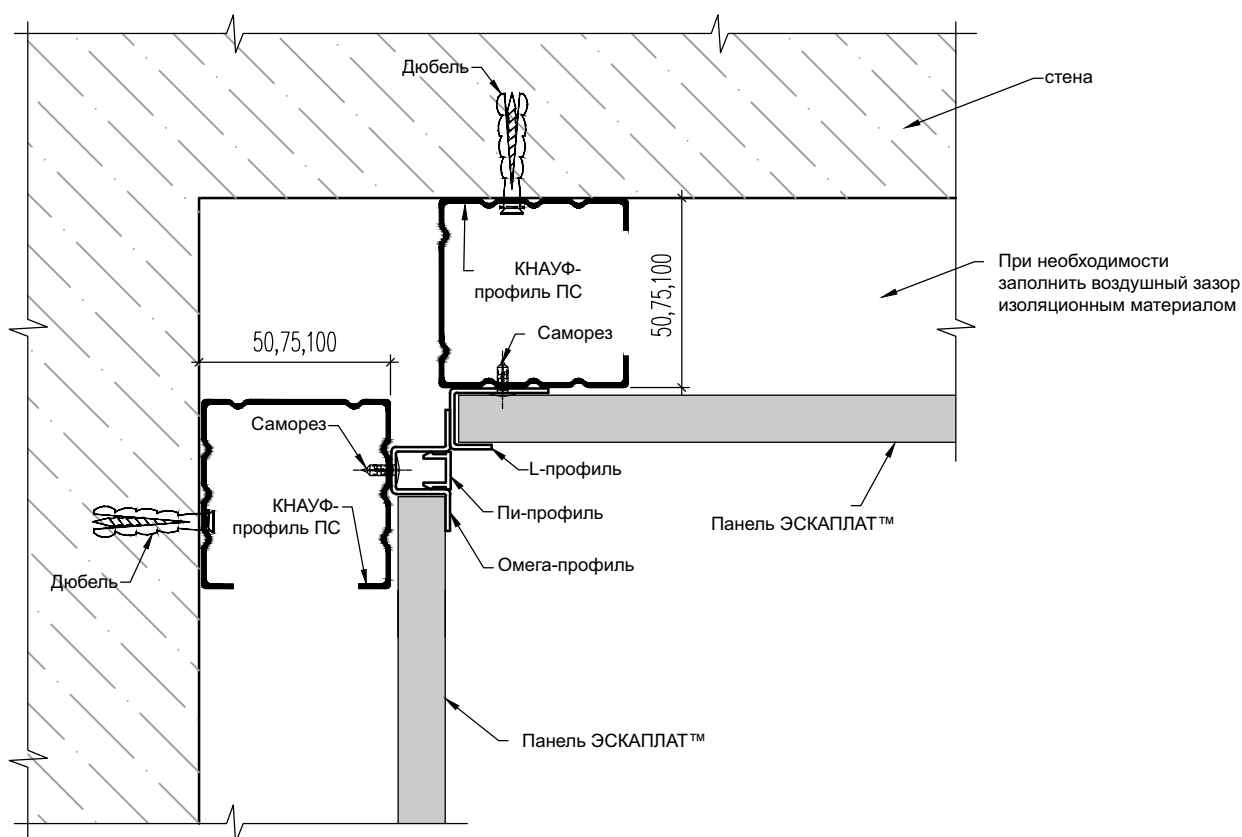 Дюбель
стена
КНАУФ-
профиль ПС
50,75,100
При необходимости
заполнить воздушный зазор
изоляционным материалом
Саморез
50,75,100
Саморез
L-профиль
КНАУФ-
профиль ПС
Пи-профиль
Панель ЭСКАПЛАТ™
Омега-профиль
Дюбель
Панель ЭСКАПЛАТ™